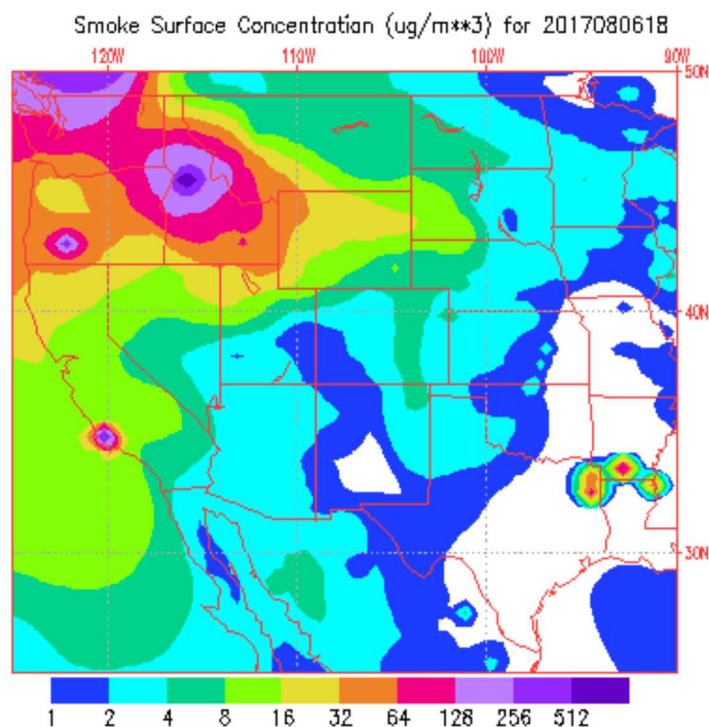 Smoke Surface Concentration (ug/m**3) for 2017080618
120W 110W 100W 90W
50N
40N
30N
1 2 4 8 16 32 64 128 256 512